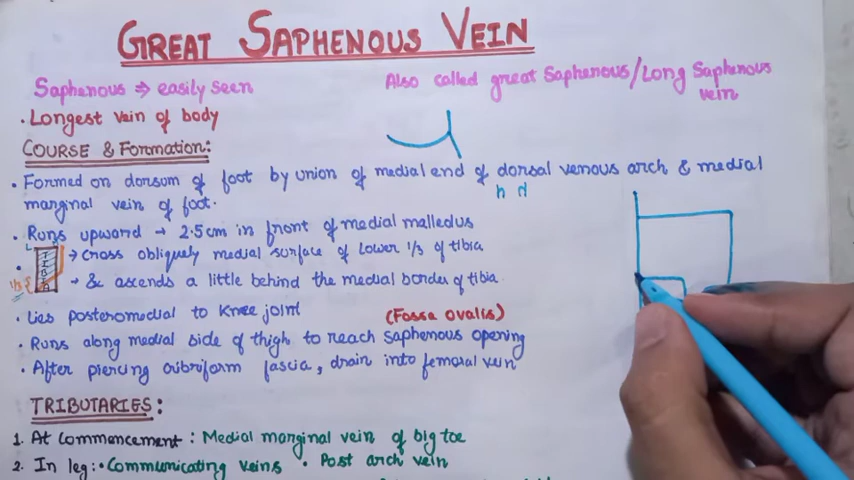 GREAT SAPHENOUS VEIN
Saphenous ⇒ easily seen
Also called great Saphenous/Long Saphenous
vein
• Longest vein of body
COURSE & Formation:
• Formed on dorsum of foot by union of medial end of dorsal venous arch & medial
marginal vein of foot.
• Runs upward → 2.5cm in front of medial malledus
→ cross obliquely medial surface of lower 1/3 of tibia
1/3
→ & ascends a little behind the medial border of tibia
• Lies posteromedial to Knee joint
(Fossa Ovalis)
• Runs along medial side of thigh to reach saphenous opening
• After piercing cribriform fascia, drain into femoral vein
TRIBUTARIES:
1. At Commencement: Medial marginal vein of big toe
2. In leg: • Communicating veins • Post arch vein